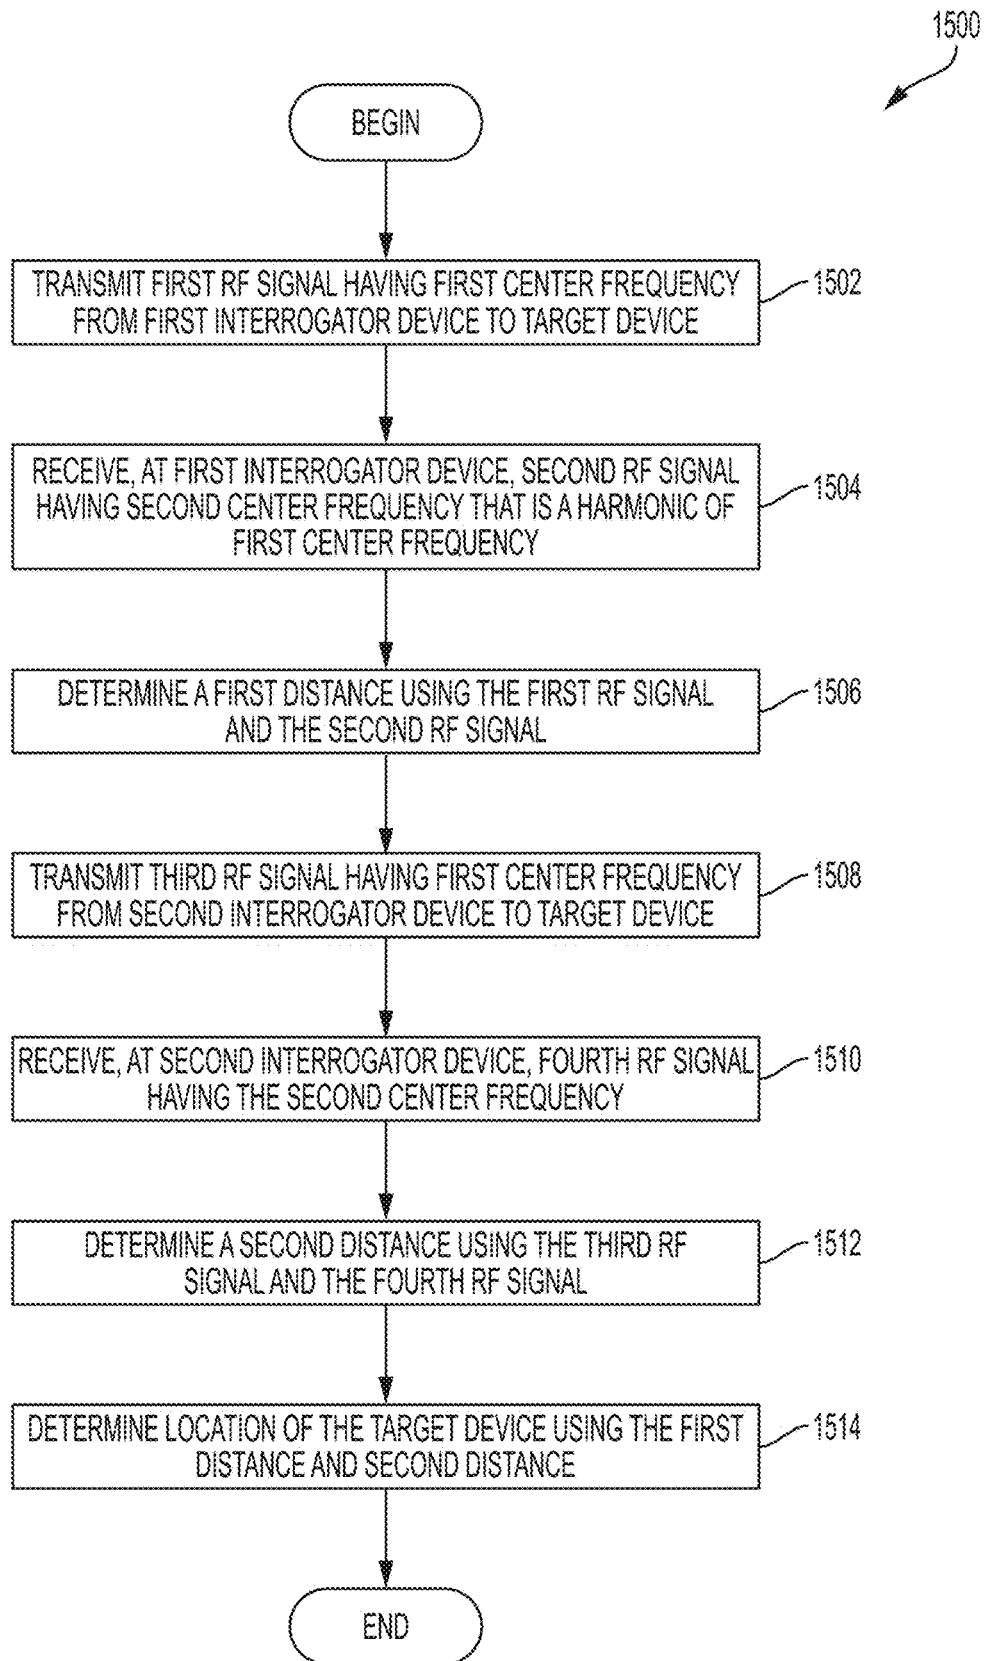 1500
BEGIN
TRANSMIT FIRST RF SIGNAL HAVING FIRST CENTER FREQUENCY
FROM FIRST INTERROGATOR DEVICE TO TARGET DEVICE
1502
RECEIVE, AT FIRST INTERROGATOR DEVICE, SECOND RF SIGNAL
HAVING SECOND CENTER FREQUENCY THAT IS A HARMONIC OF
FIRST CENTER FREQUENCY
1504
DETERMINE A FIRST DISTANCE USING THE FIRST RF SIGNAL
AND THE SECOND RF SIGNAL
1506
TRANSMIT THIRD RF SIGNAL HAVING FIRST CENTER FREQUENCY
FROM SECOND INTERROGATOR DEVICE TO TARGET DEVICE
1508
RECEIVE, AT SECOND INTERROGATOR DEVICE, FOURTH RF SIGNAL
HAVING THE SECOND CENTER FREQUENCY
1510
DETERMINE A SECOND DISTANCE USING THE THIRD RF
SIGNAL AND THE FOURTH RF SIGNAL
1512
DETERMINE LOCATION OF THE TARGET DEVICE USING THE FIRST
DISTANCE AND SECOND DISTANCE
1514
END